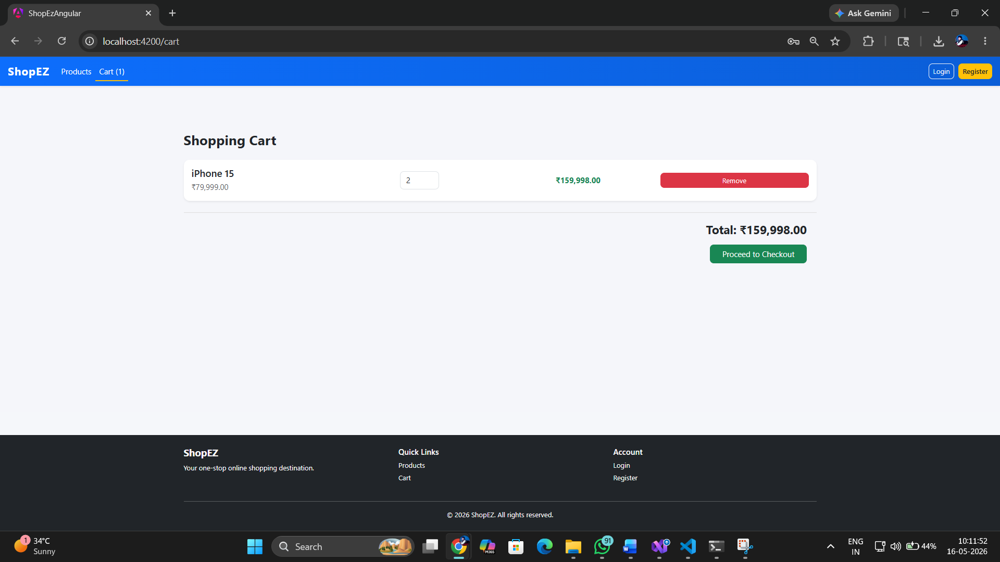 ShopEzAngular
Ask Gemini
localhost:4200/cart
ShopEZ Products Cart (1) Login Register
Shopping Cart
iPhone 15
₹79,999.00
2
₹159,998.00
Remove
Total: ₹159,998.00
Proceed to Checkout
ShopEZ
Your one-stop online shopping destination.
Quick Links
Products
Cart
Account
Login
Register
© 2026 ShopEZ. All rights reserved.
1
34°C
Sunny
Search
M365
91
W
ENG
IN
44%
10:11:52
16-05-2026